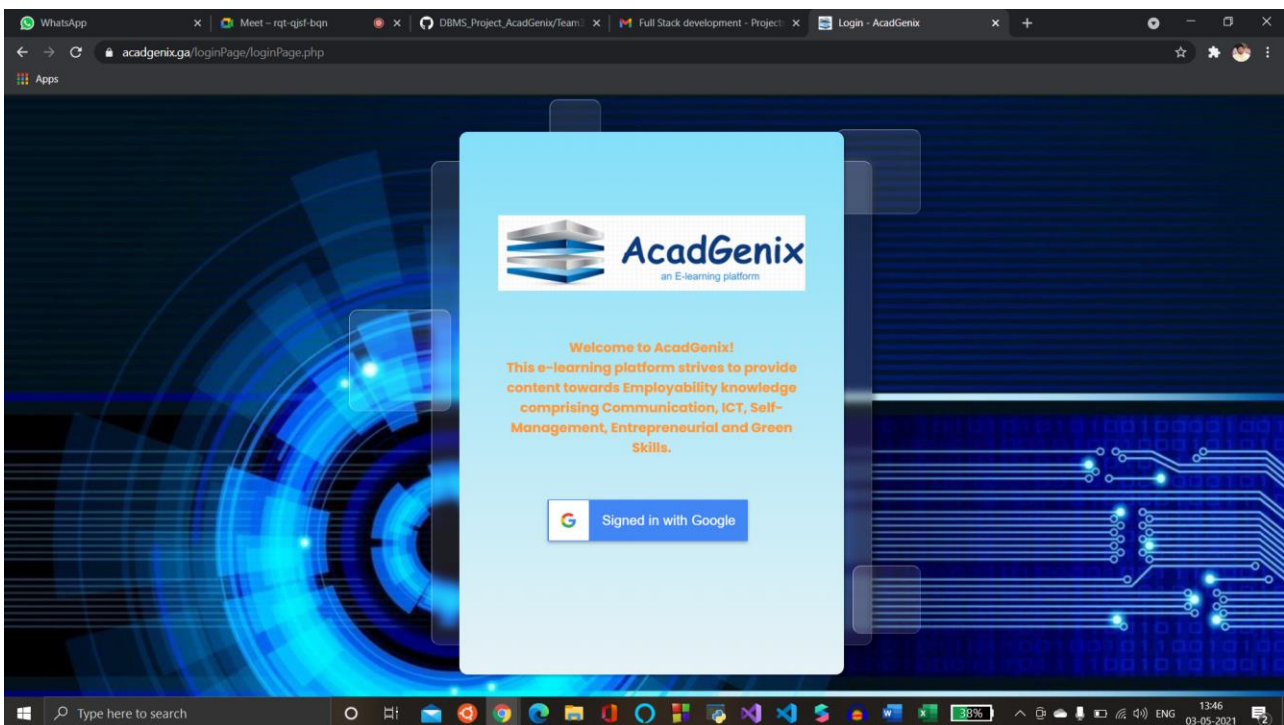 WhatsApp
Meet – rqt-qjsf-bqn
DBMS_Project_AcadGenix/Team
Full Stack development - Project
Login - AcadGenix
acadgenix.ga/loginPage/loginPage.php
Apps
AcadGenix
an E-learning platform
Welcome to AcadGenix!
This e-learning platform strives to provide
content towards Employability knowledge
comprising Communication, ICT, Self-
Management, Entrepreneurial and Green
Skills.
G Signed in with Google
Type here to search
38%
ENG
13:46
03-05-2021